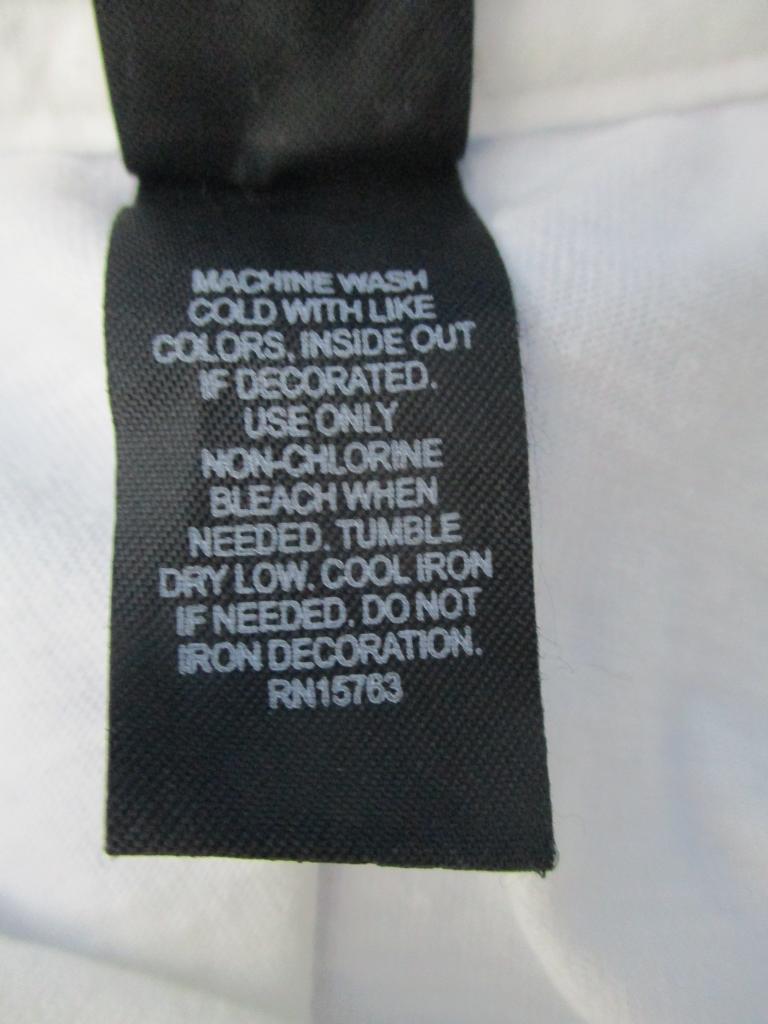 MACHINE WASH
COLD WITH LIKE
COLORS, INSIDE OUT
IF DECORATED.
USE ONLY
NON-CHLORINE
BLEACH WHEN
NEEDED. TUMBLE
DRY LOW. COOL IRON
IF NEEDED. DO NOT
IRON DECORATION.
RN15763